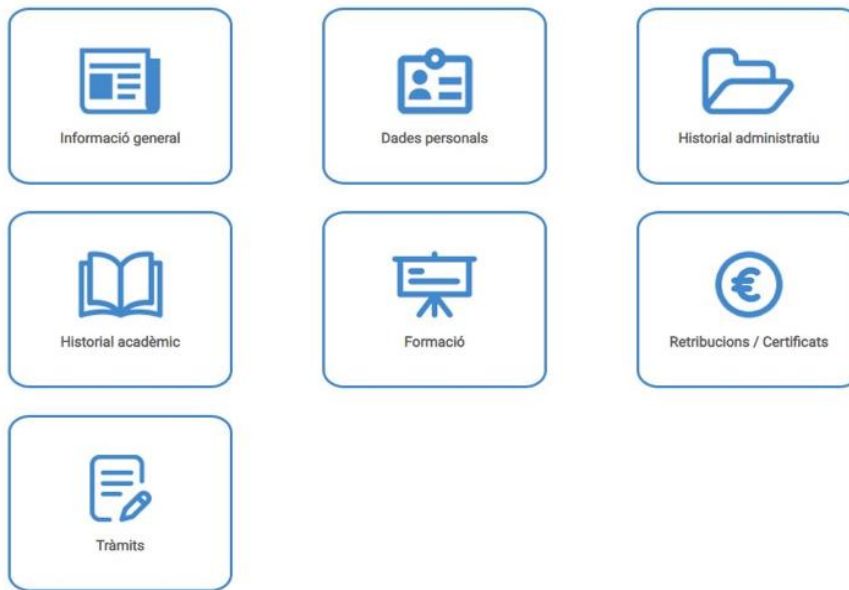 Informació general
Dades personals
Historial administratiu
Historial acadèmic
Formació
Retribucions / Certificats
Tràmits